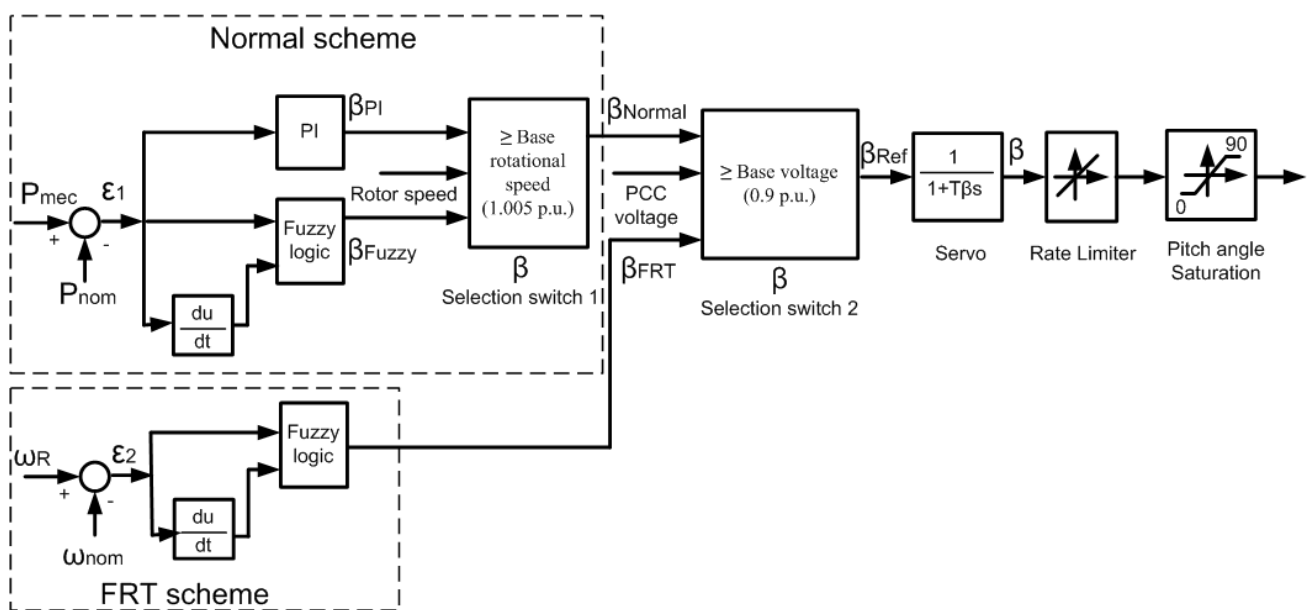 Normal scheme
PI
βPI
≥ Base
rotational
speed
(1.005 p.u.)
βNormal
≥ Base voltage
(0.9 p.u.)
PCC
voltage
βRef
1
1+Tβs
β
90
0
Pmec
ε1
+
-
Pnom
Rotor speed
Fuzzy
logic
βFuzzy
du
dt
β
Selection switch 1
βFRT
β
Selection switch 2
Servo
Rate Limiter
Pitch angle
Saturation
ωR
ε2
+
-
ωnom
Fuzzy
logic
du
dt
FRT scheme